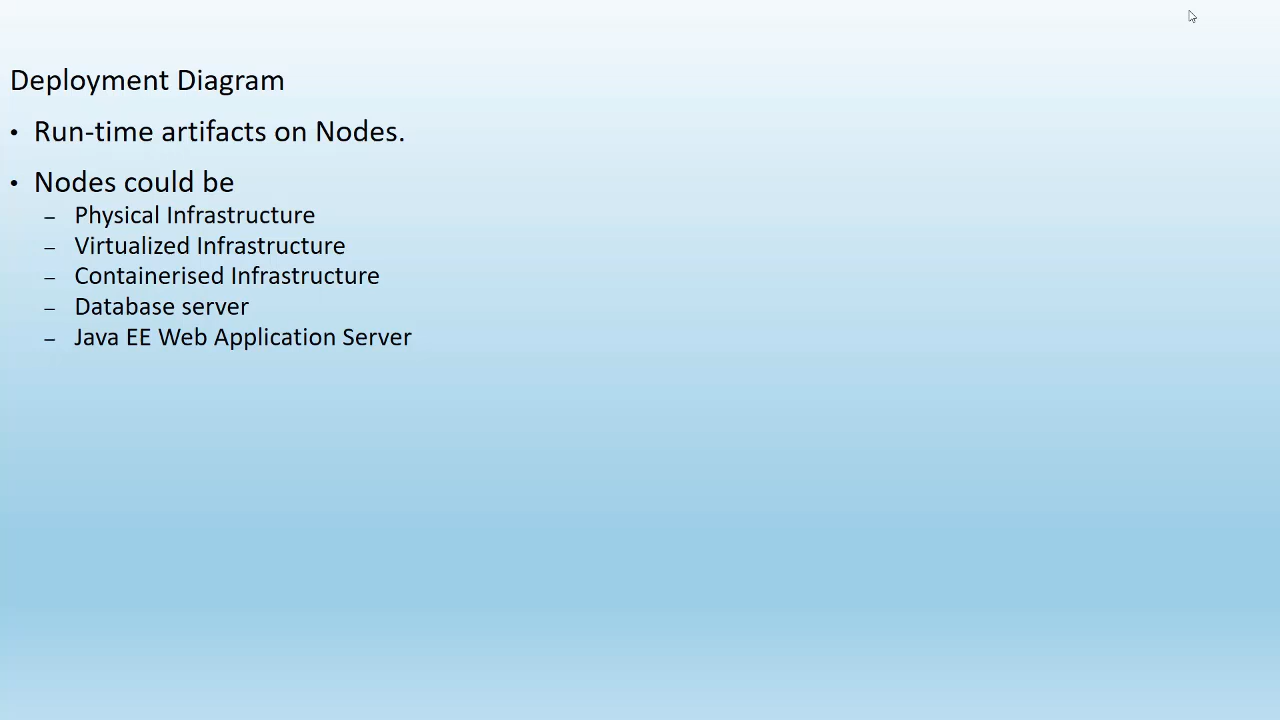 Deployment Diagram
• Run-time artifacts on Nodes.
• Nodes could be
– Physical Infrastructure
– Virtualized Infrastructure
– Containerised Infrastructure
– Database server
– Java EE Web Application Server